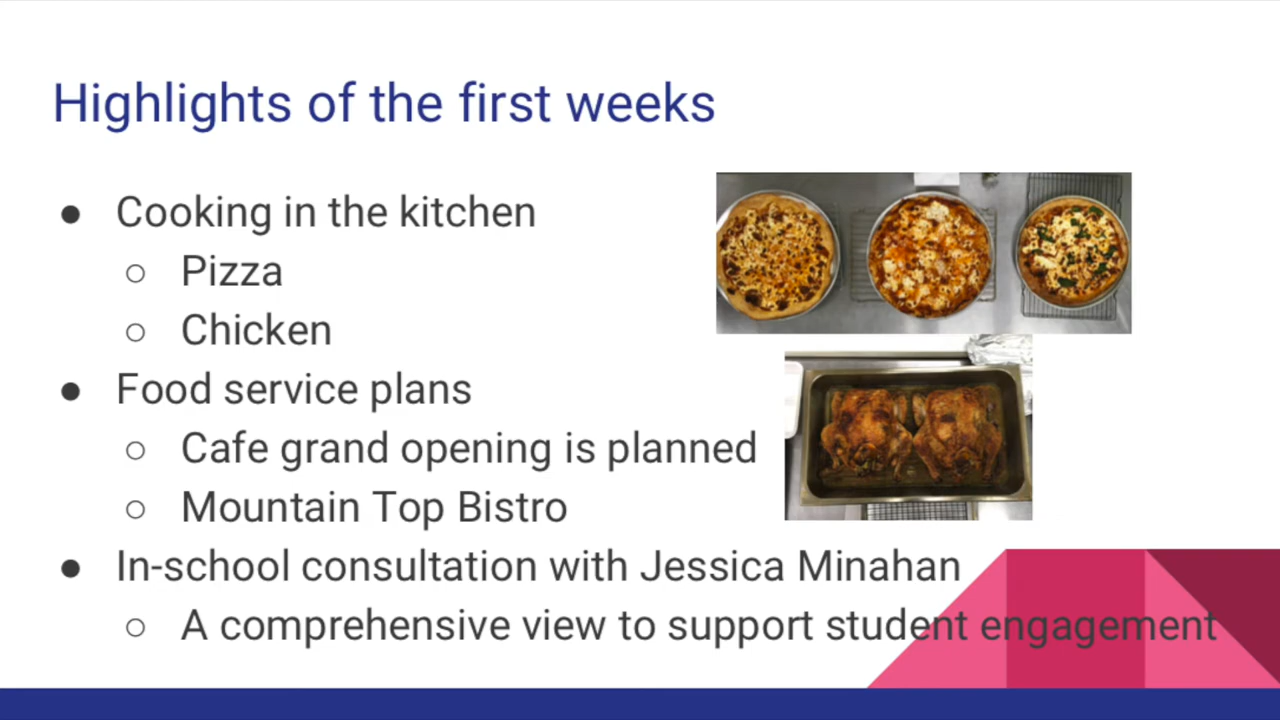 Highlights of the first weeks
● Cooking in the kitchen
○ Pizza
○ Chicken
● Food service plans
○ Cafe grand opening is planned
○ Mountain Top Bistro
● In-school consultation with Jessica Minahan
○ A comprehensive view to support student engagement